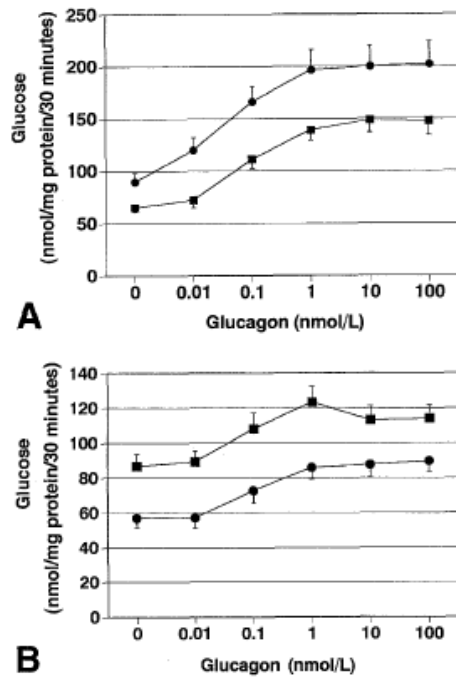 250
200
150
100
50
0
Glucose
(nmol/mg protein/30 minutes)
0 0.01 0.1 1 10 100
Glucagon (nmol/L)
A
140
120
100
80
60
40
20
0
Glucose
(nmol/mg protein/30 minutes)
0 0.01 0.1 1 10 100
Glucagon (nmol/L)
B